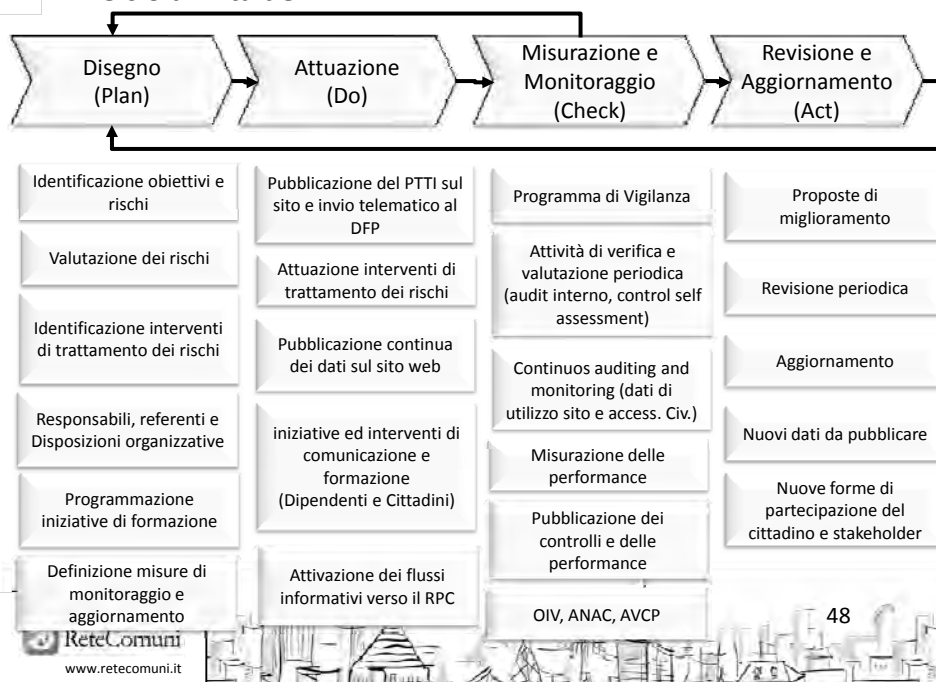 Disegno
(Plan)
Attuazione
(Do)
Misurazione e
Monitoraggio
(Check)
Revisione e
Aggiornamento
(Act)
Identificazione obiettivi e
rischi
Valutazione dei rischi
Identificazione interventi
di trattamento dei rischi
Responsabili, referenti e
Disposizioni organizzative
Programmazione
iniziative di formazione
Definizione misure di
monitoraggio e
aggiornamento
Pubblicazione del PTTI sul
sito e invio telematico al
DFP
Attuazione interventi di
trattamento dei rischi
Pubblicazione continua
dei dati sul sito web
iniziative ed interventi di
comunicazione e
formazione
(Dipendenti e Cittadini)
Attivazione dei flussi
informativi verso il RPC
Programma di Vigilanza
Attività di verifica e
valutazione periodica
(audit interno, control self
assessment)
Continuos auditing and
monitoring (dati di
utilizzo sito e access. Civ.)
Misurazione delle
performance
Pubblicazione dei
controlli e delle
performance
OIV, ANAC, AVCP
Proposte di
miglioramento
Revisione periodica
Aggiornamento
Nuovi dati da pubblicare
Nuove forme di
partecipazione del
cittadino e stakeholder
48
ReteComuni
www.retecomuni.it